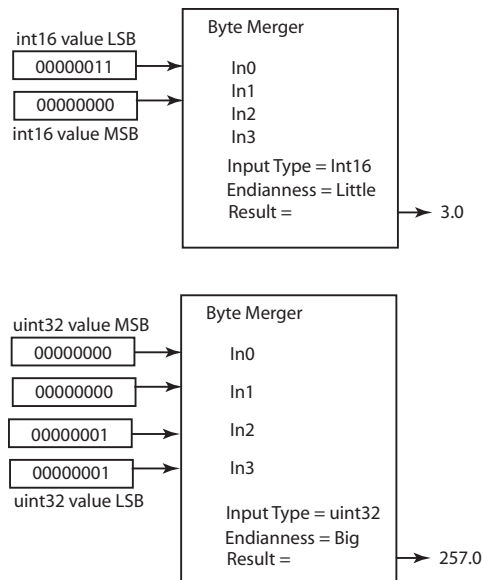 int16 value LSB
00000011
00000000
int16 value MSB
Byte Merger
In0
In1
In2
In3
Input Type = Int16
Endianness = Little
Result =
3.0
uint32 value MSB
00000000
00000000
00000001
00000001
uint32 value LSB
Byte Merger
In0
In1
In2
In3
Input Type = uint32
Endianness = Big
Result =
257.0